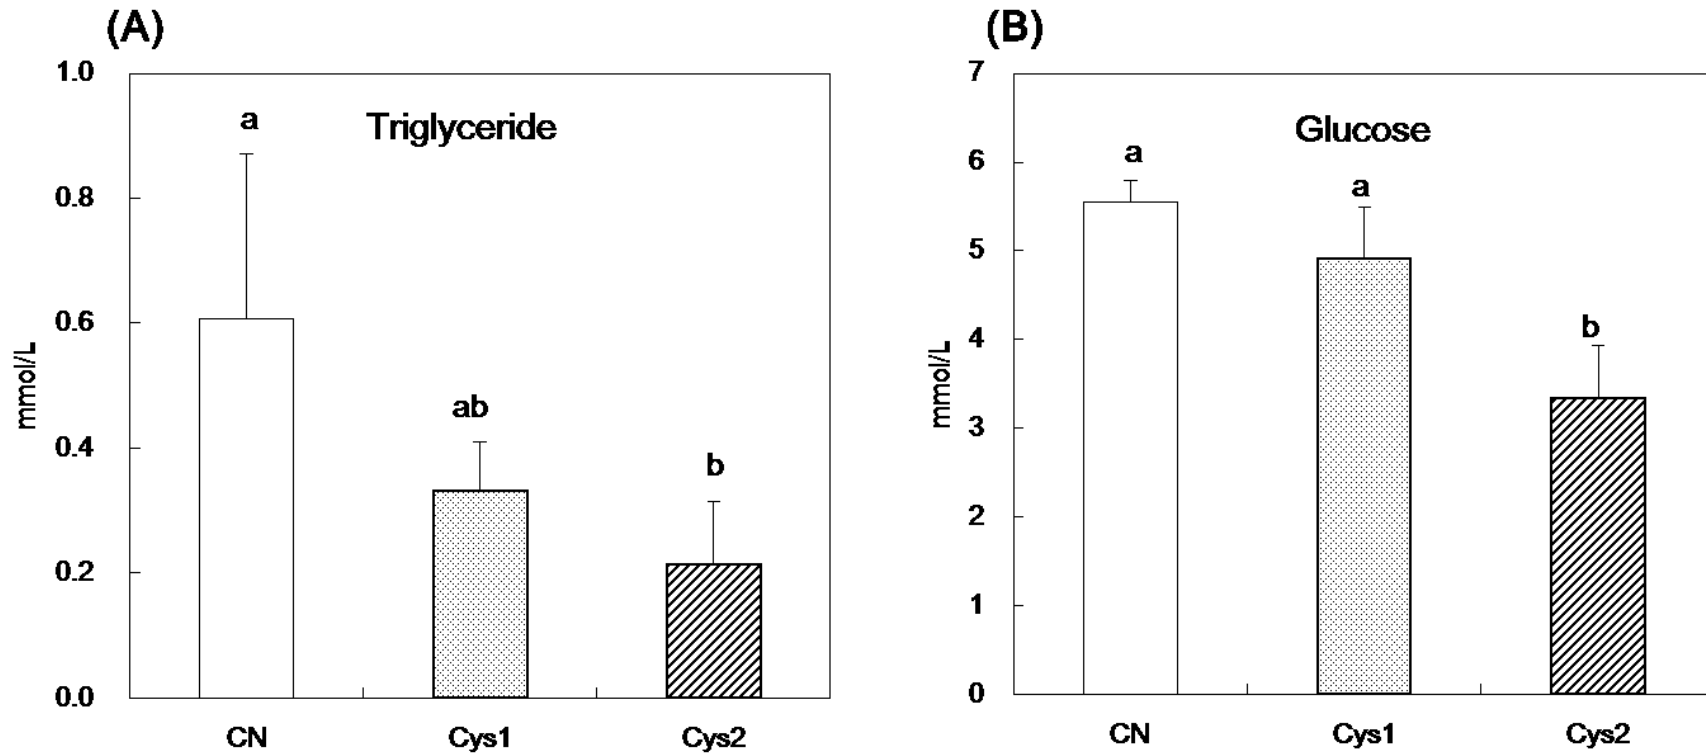 (A)
Triglyceride
mmol/L
1.0
0.8
0.6
0.4
0.2
0.0
a
ab
b
CN
Cys1
Cys2
(B)
Glucose
mmol/L
7
6
5
4
3
2
1
0
a
a
b
CN
Cys1
Cys2